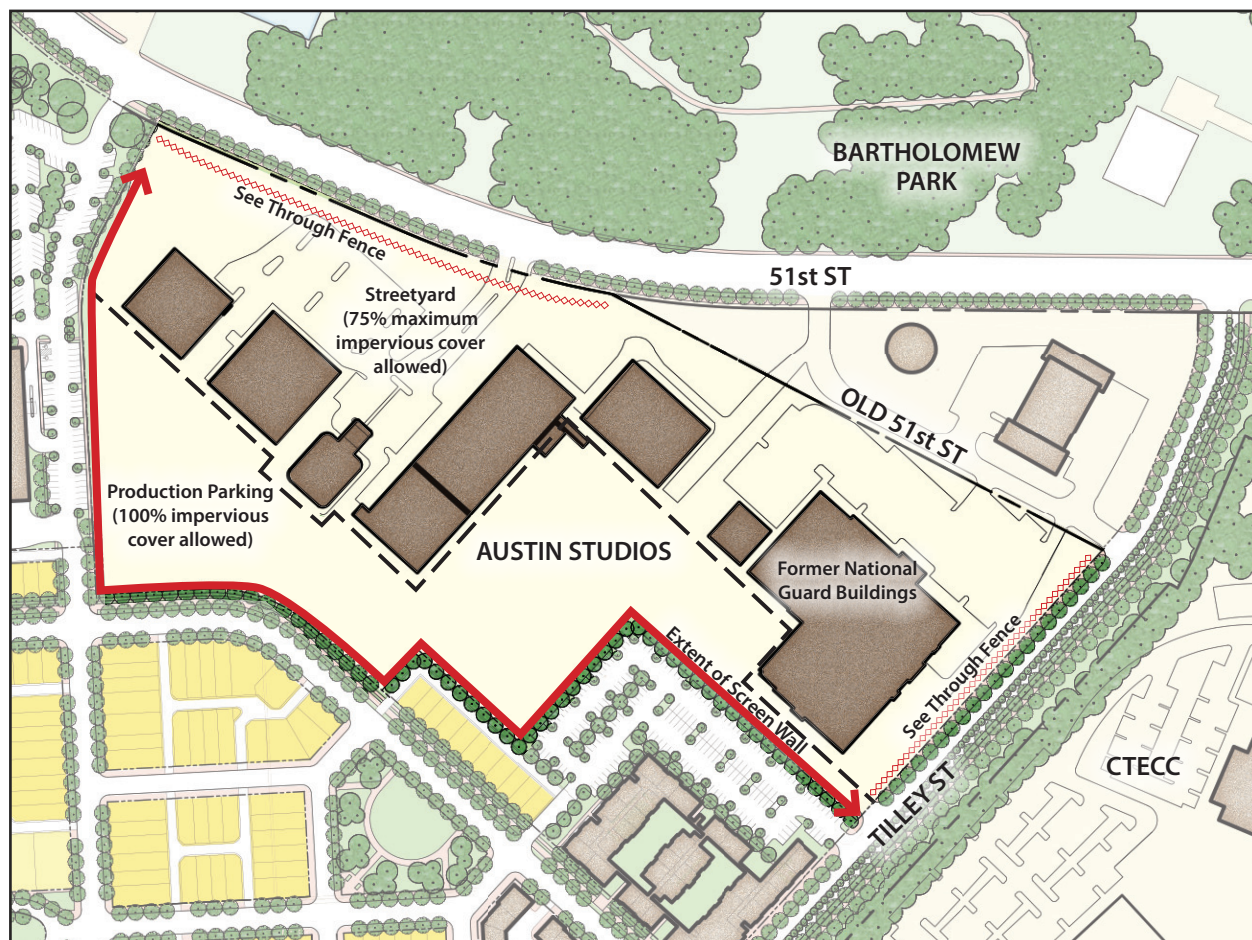 BARTHOLOMEW
PARK
See Through Fence
51st ST
Streetyard
(75% maximum
impervious cover
allowed)
OLD 51st ST
Production Parking
(100% impervious
cover allowed)
AUSTIN STUDIOS
Former National
Guard Buildings
Extent of Screen Wall
See Through Fence
TILLEY ST
CTECC